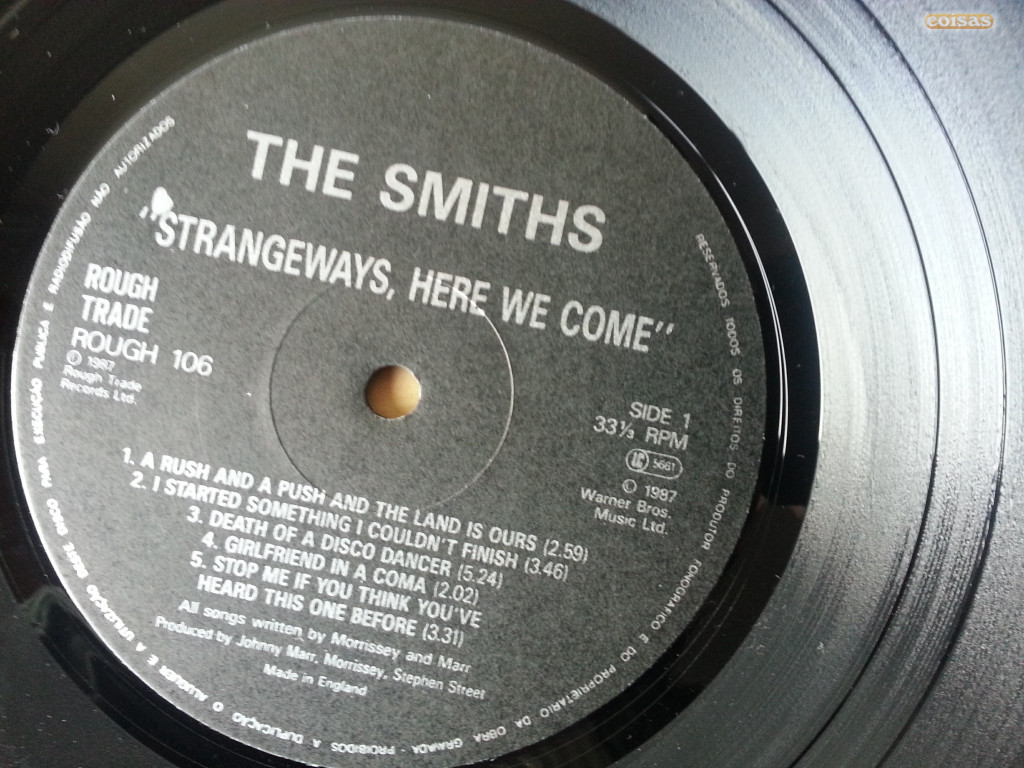 coisas
THE SMITHS
"STRANGEWAYS, HERE WE COME"
ROUGH
TRADE
ROUGH 106
Ⓟ 1987
Rough Trade
Records Ltd.
SIDE 1
33⅓ RPM
LC 5661
© 1987
Warner Bros.
Music Ltd.
1. A RUSH AND A PUSH AND THE LAND IS OURS (2.59)
2. I STARTED SOMETHING I COULDN'T FINISH (3.46)
3. DEATH OF A DISCO DANCER (5.24)
4. GIRLFRIEND IN A COMA (2.02)
5. STOP ME IF YOU THINK YOU'VE
HEARD THIS ONE BEFORE (3.31)
All songs written by Morrissey and Marr
Produced by Johnny Marr, Morrissey, Stephen Street
Made in England
RESERVADOS TODOS OS DIREITOS DO PRODUTOR FONOGRAFICO E DO PROPRIETARIO DA OBRA GRAVADA - PROIBIDOS A DUPLICAÇÃO O ALUGUER E A UTILIZAÇÃO DESTE DISCO PARA EXECUÇÃO PUBLICA E RADIODIFUSÃO NÃO AUTORIZADOS